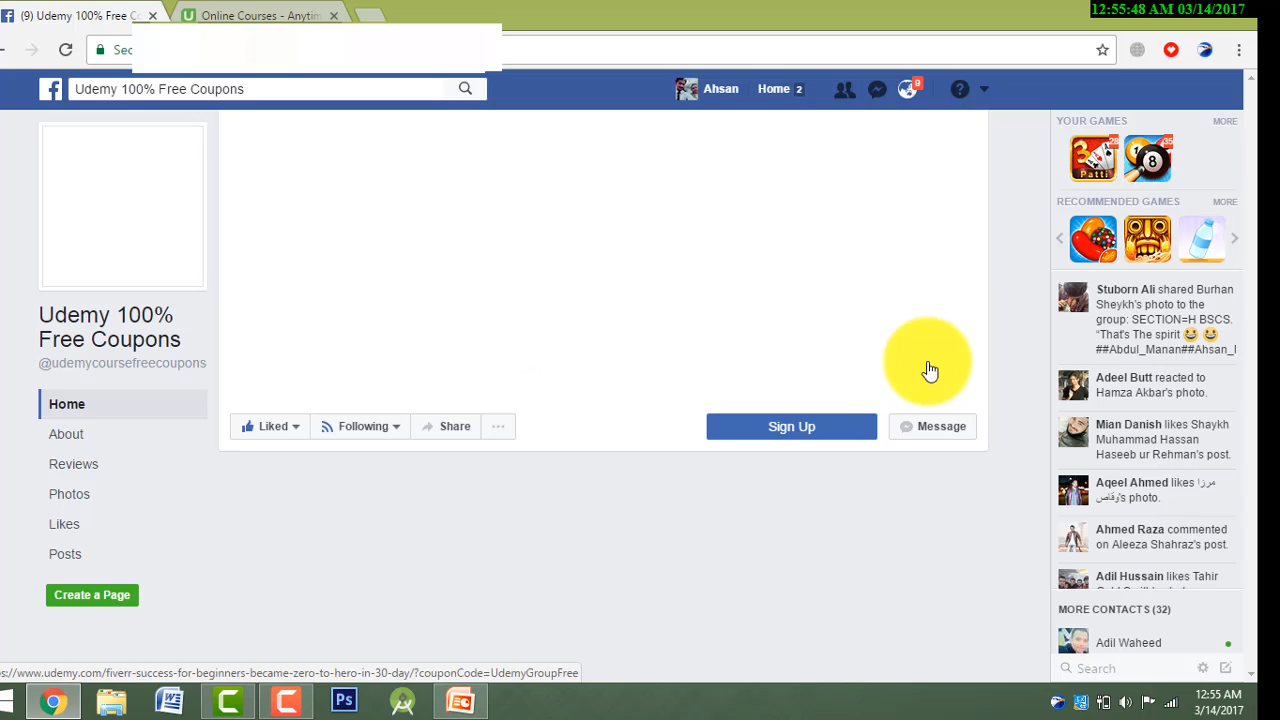 12:55:48 AM 03/14/2017
(9) Udemy 100% Free C
Online Courses - Anytim
Sec
Udemy 100% Free Coupons
Ahsan
Home 2
9
Udemy 100%
Free Coupons
@udemycoursefreecoupons
Home
About
Reviews
Photos
Likes
Posts
Create a Page
Liked
Following
Share
Sign Up
Message
YOUR GAMES
MORE
Patti
RECOMMENDED GAMES
MORE
Stuborn Ali shared Burhan
Sheykh's photo to the
group: SECTION=H BSCS.
“That's The spirit 😀 😀
##Abdul_Manan##Ahsan_I
Adeel Butt reacted to
Hamza Akbar's photo.
Mian Danish likes Shaykh
Muhammad Hassan
Haseeb ur Rehman's post.
Aqeel Ahmed likes مرزا
وقاص's photo.
Ahmed Raza commented
on Aleeza Shahraz's post.
Adil Hussain likes Tahir
MORE CONTACTS (32)
Adil Waheed
Search
s://www.udemy.com/fiverr-success-for-beginners-became-zero-to-hero-in-30-day/?couponCode=UdemyGroupFree
12:55 AM
3/14/2017